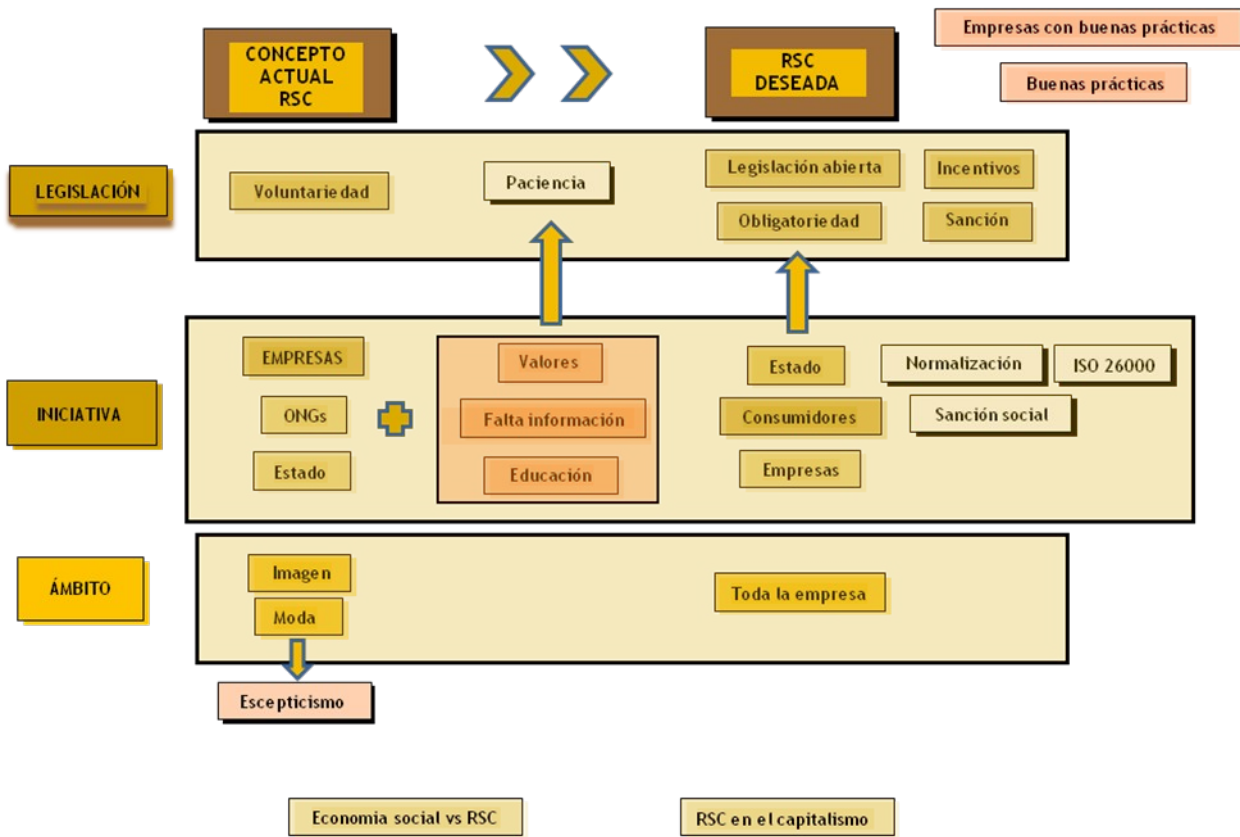 Empresas con buenas prácticas
CONCEPTO
ACTUAL
RSC
RSC
DESEADA
Buenas prácticas
LEGISLACIÓN
Voluntariedad
Paciencia
Legislación abierta
Incentivos
Obligatoriedad
Sanción
INICIATIVA
EMPRESAS
Valores
Estado
Normalización
ISO 26000
ONGs
Falta información
Consumidores
Sanción social
Estado
Educación
Empresas
ÁMBITO
Imagen
Moda
Toda la empresa
Escepticismo
Economia social vs RSC
RSC en el capitalismo